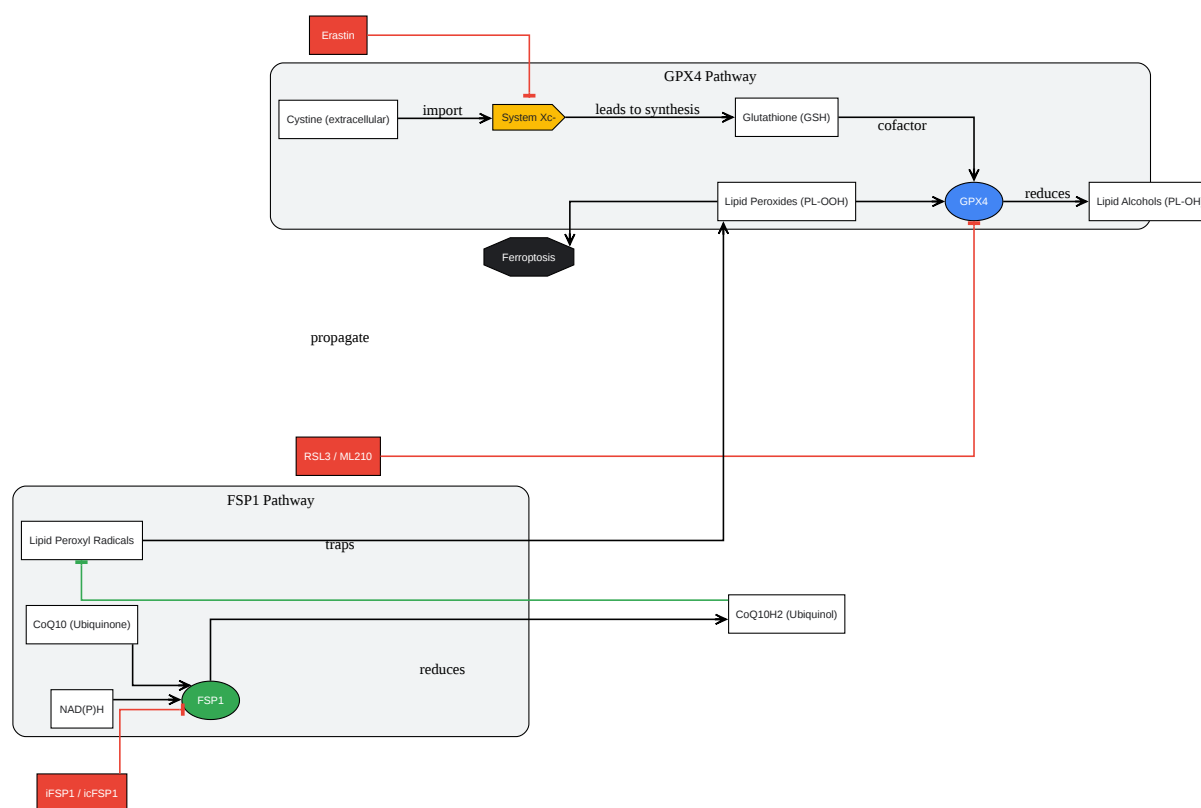 Erastin
GPX4 Pathway
Cystine (extracellular)
import
System Xc-
leads to synthesis
Glutathione (GSH)
cofactor
Lipid Peroxides (PL-OOH)
GPX4
reduces
Lipid Alcohols (PL-OH
Ferroptosis
propagate
RSL3 / ML210
FSP1 Pathway
Lipid Peroxyl Radicals
traps
CoQ10 (Ubiquinone)
CoQ10H2 (Ubiquinol)
reduces
NAD(P)H
FSP1
iFSP1 / icFSP1